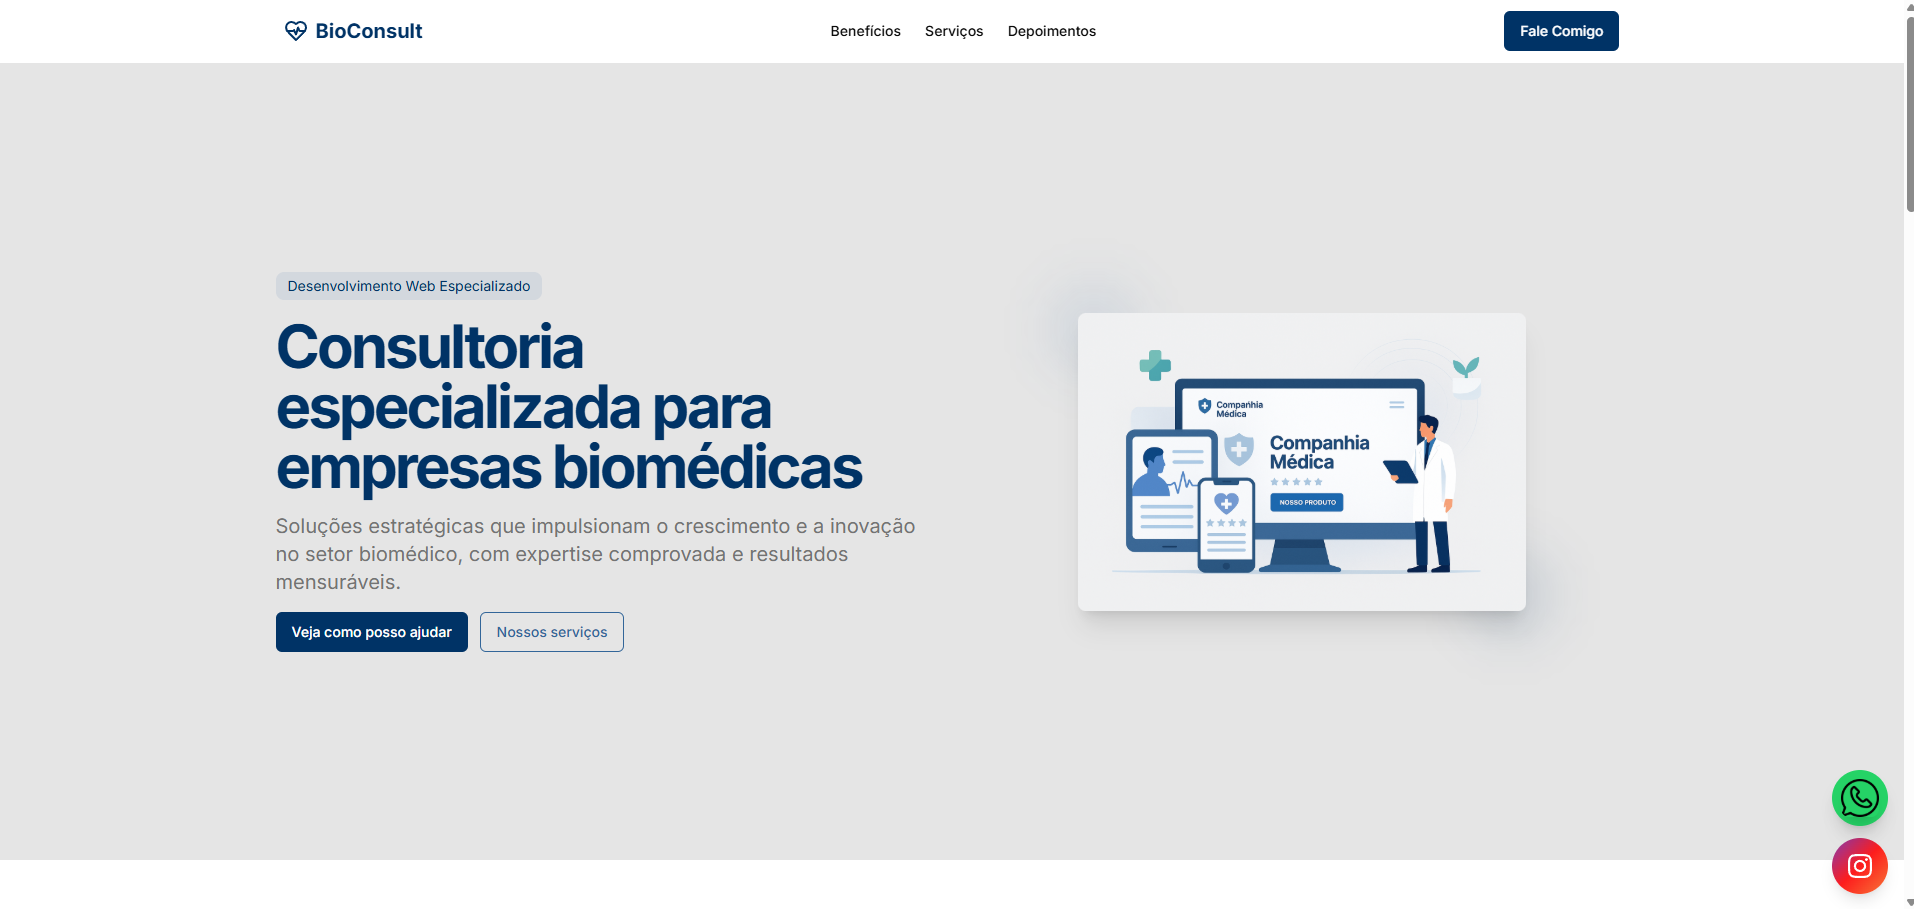 BioConsult
Benefícios
Serviços
Depoimentos
Fale Comigo
Desenvolvimento Web Especializado
Consultoria
especializada para
empresas biomédicas
Soluções estratégicas que impulsionam o crescimento e a inovação
no setor biomédico, com expertise comprovada e resultados
mensuráveis.
Veja como posso ajudar
Nossos serviços
Companhia
Médica
Companhia
Médica
NOSSO PRODUTO